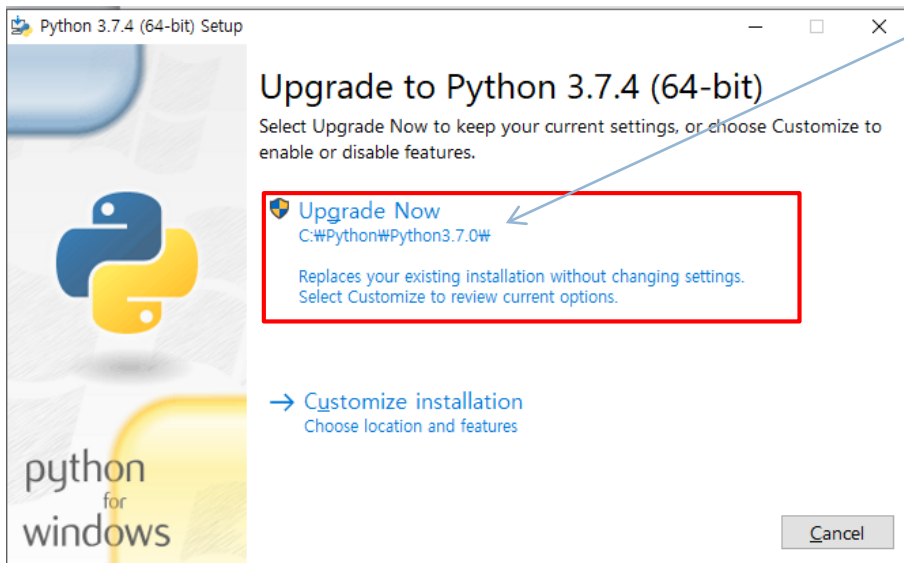 Python 3.7.4 (64-bit) Setup
Upgrade to Python 3.7.4 (64-bit)
Select Upgrade Now to keep your current settings, or choose Customize to
enable or disable features.
Upgrade Now
C:₩Python₩Python3.7.0₩
Replaces your existing installation without changing settings.
Select Customize to review current options.
Customize installation
Choose location and features
python
for
windows
Cancel